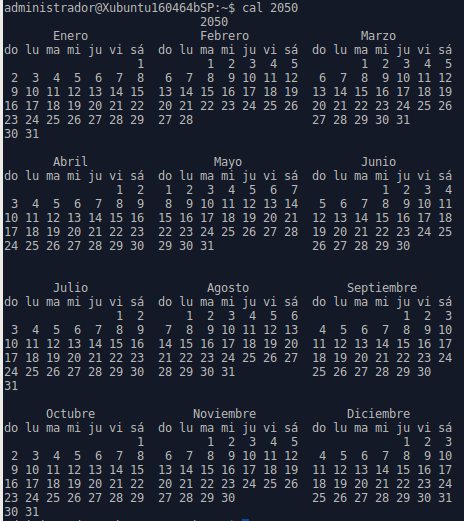 administrador@Xubuntu160464bSP:~$ cal 2050
                            2050
       Enero                Febrero                Marzo
do lu ma mi ju vi sá  do lu ma mi ju vi sá  do lu ma mi ju vi sá
                   1         1  2  3  4  5         1  2  3  4  5
 2  3  4  5  6  7  8   6  7  8  9 10 11 12   6  7  8  9 10 11 12
 9 10 11 12 13 14 15  13 14 15 16 17 18 19  13 14 15 16 17 18 19
16 17 18 19 20 21 22  20 21 22 23 24 25 26  20 21 22 23 24 25 26
23 24 25 26 27 28 29  27 28                 27 28 29 30 31
30 31
       Abril                  Mayo                 Junio
do lu ma mi ju vi sá  do lu ma mi ju vi sá  do lu ma mi ju vi sá
                1  2   1  2  3  4  5  6  7            1  2  3  4
 3  4  5  6  7  8  9   8  9 10 11 12 13 14   5  6  7  8  9 10 11
10 11 12 13 14 15 16  15 16 17 18 19 20 21  12 13 14 15 16 17 18
17 18 19 20 21 22 23  22 23 24 25 26 27 28  19 20 21 22 23 24 25
24 25 26 27 28 29 30  29 30 31              26 27 28 29 30
       Julio                 Agosto              Septiembre
do lu ma mi ju vi sá  do lu ma mi ju vi sá  do lu ma mi ju vi sá
                1  2      1  2  3  4  5  6               1  2  3
 3  4  5  6  7  8  9   7  8  9 10 11 12 13   4  5  6  7  8  9 10
10 11 12 13 14 15 16  14 15 16 17 18 19 20  11 12 13 14 15 16 17
17 18 19 20 21 22 23  21 22 23 24 25 26 27  18 19 20 21 22 23 24
24 25 26 27 28 29 30  28 29 30 31           25 26 27 28 29 30
31
      Octubre              Noviembre             Diciembre
do lu ma mi ju vi sá  do lu ma mi ju vi sá  do lu ma mi ju vi sá
                   1         1  2  3  4  5               1  2  3
 2  3  4  5  6  7  8   6  7  8  9 10 11 12   4  5  6  7  8  9 10
 9 10 11 12 13 14 15  13 14 15 16 17 18 19  11 12 13 14 15 16 17
16 17 18 19 20 21 22  20 21 22 23 24 25 26  18 19 20 21 22 23 24
23 24 25 26 27 28 29  27 28 29 30           25 26 27 28 29 30 31
30 31